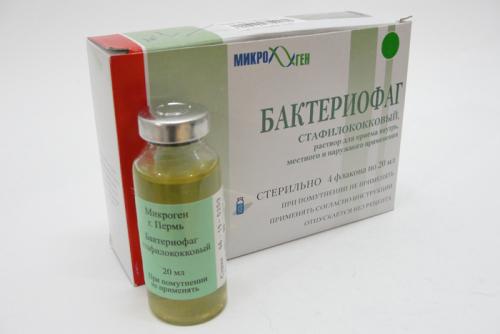 МИКРОГЕН
БАКТЕРИОФАГ
СТАФИЛОКОККОВЫЙ,
раствор для приема внутрь,
местного и наружного применения
СТЕРИЛЬНО 4 флакона по 20 мл
ПРИ ПОМУТНЕНИИ НЕ ПРИМЕНЯТЬ
ПРИМЕНЯТЬ СОГЛАСНО ИНСТРУКЦИИ
ОТПУСКАЕТСЯ БЕЗ РЕЦЕПТА
Микроген
г. Пермь
Бактериофаг
стафилококковый
20 мл
При помутнении
не применять